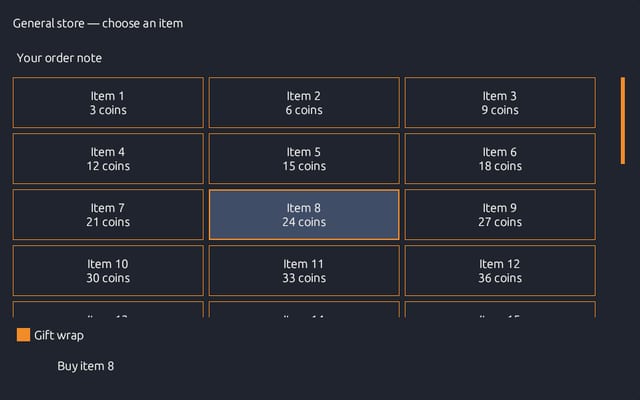 General store — choose an item
Your order note
Item 1
3 coins
Item 2
6 coins
Item 3
9 coins
Item 4
12 coins
Item 5
15 coins
Item 6
18 coins
Item 7
21 coins
Item 8
24 coins
Item 9
27 coins
Item 10
30 coins
Item 11
33 coins
Item 12
36 coins
Gift wrap
Buy item 8